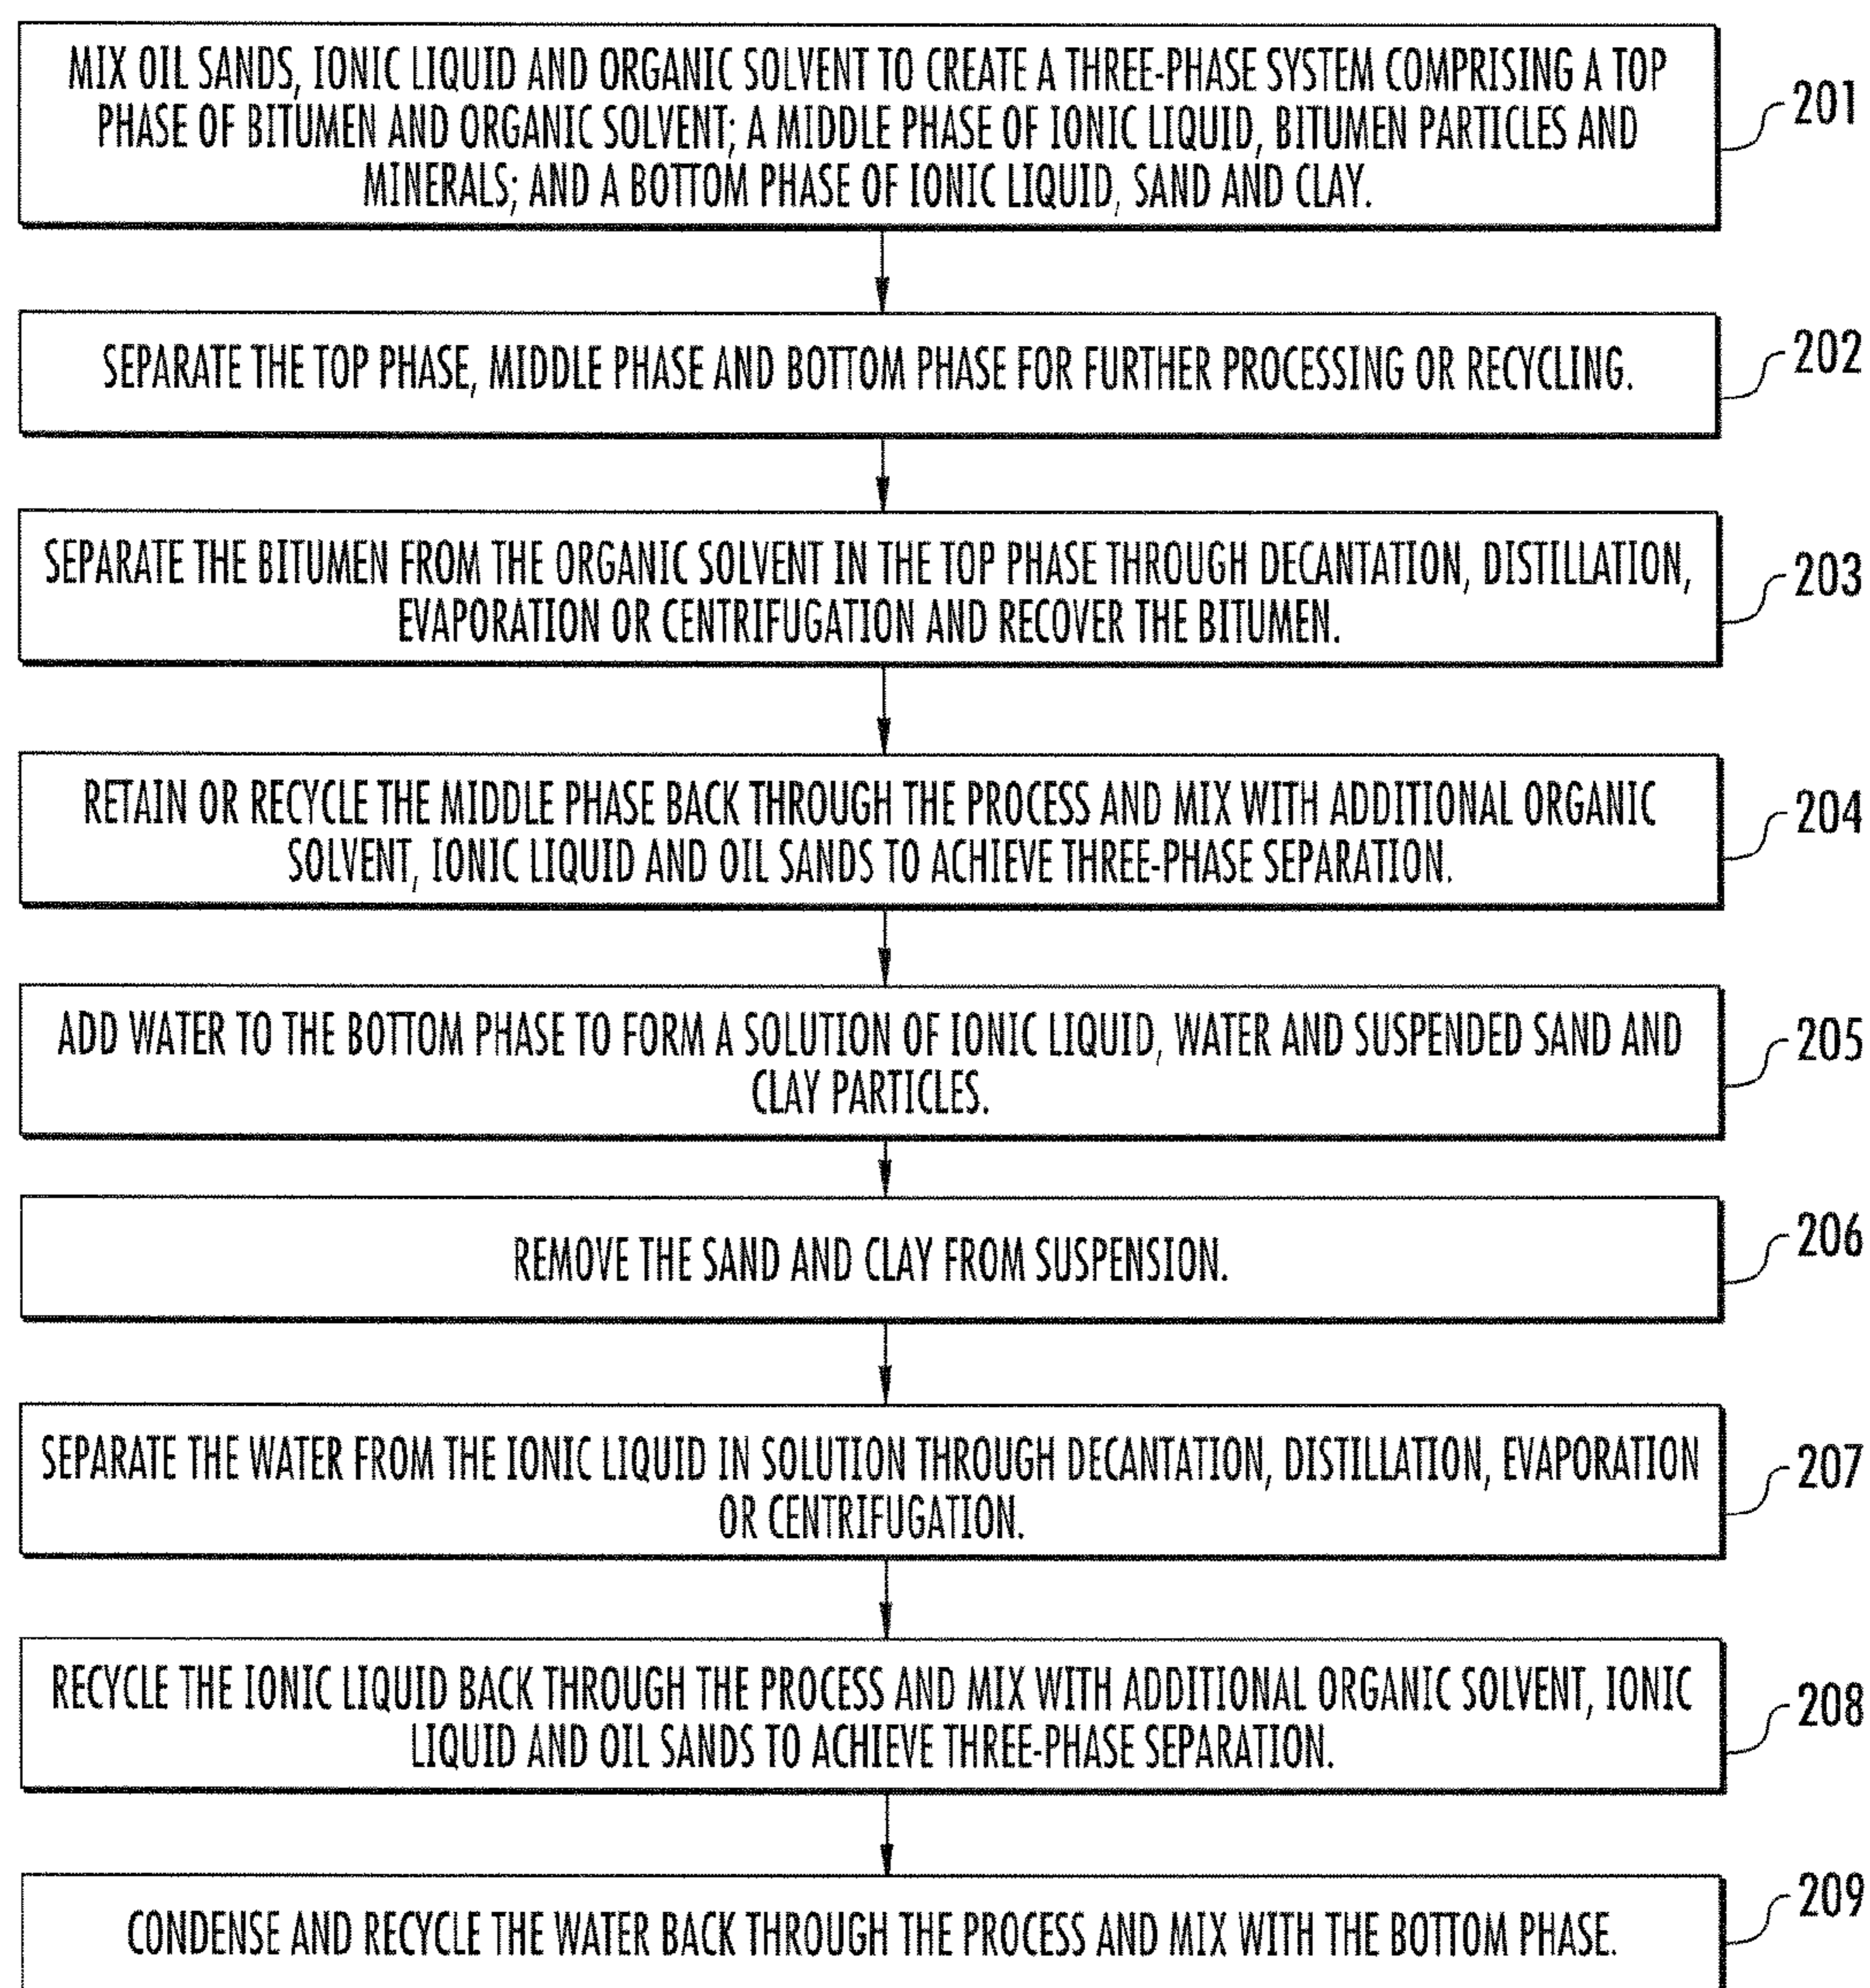 MIX OIL SANDS, IONIC LIQUID AND ORGANIC SOLVENT TO CREATE A THREE-PHASE SYSTEM COMPRISING A TOP
PHASE OF BITUMEN AND ORGANIC SOLVENT; A MIDDLE PHASE OF IONIC LIQUID, BITUMEN PARTICLES AND
MINERALS; AND A BOTTOM PHASE OF IONIC LIQUID, SAND AND CLAY.
201
SEPARATE THE TOP PHASE, MIDDLE PHASE AND BOTTOM PHASE FOR FURTHER PROCESSING OR RECYCLING.
202
SEPARATE THE BITUMEN FROM THE ORGANIC SOLVENT IN THE TOP PHASE THROUGH DECANTATION, DISTILLATION,
EVAPORATION OR CENTRIFUGATION AND RECOVER THE BITUMEN.
203
RETAIN OR RECYCLE THE MIDDLE PHASE BACK THROUGH THE PROCESS AND MIX WITH ADDITIONAL ORGANIC
SOLVENT, IONIC LIQUID AND OIL SANDS TO ACHIEVE THREE-PHASE SEPARATION.
204
ADD WATER TO THE BOTTOM PHASE TO FORM A SOLUTION OF IONIC LIQUID, WATER AND SUSPENDED SAND AND
CLAY PARTICLES.
205
REMOVE THE SAND AND CLAY FROM SUSPENSION.
206
SEPARATE THE WATER FROM THE IONIC LIQUID IN SOLUTION THROUGH DECANTATION, DISTILLATION, EVAPORATION
OR CENTRIFUGATION.
207
RECYCLE THE IONIC LIQUID BACK THROUGH THE PROCESS AND MIX WITH ADDITIONAL ORGANIC SOLVENT, IONIC
LIQUID AND OIL SANDS TO ACHIEVE THREE-PHASE SEPARATION.
208
CONDENSE AND RECYCLE THE WATER BACK THROUGH THE PROCESS AND MIX WITH THE BOTTOM PHASE.
209